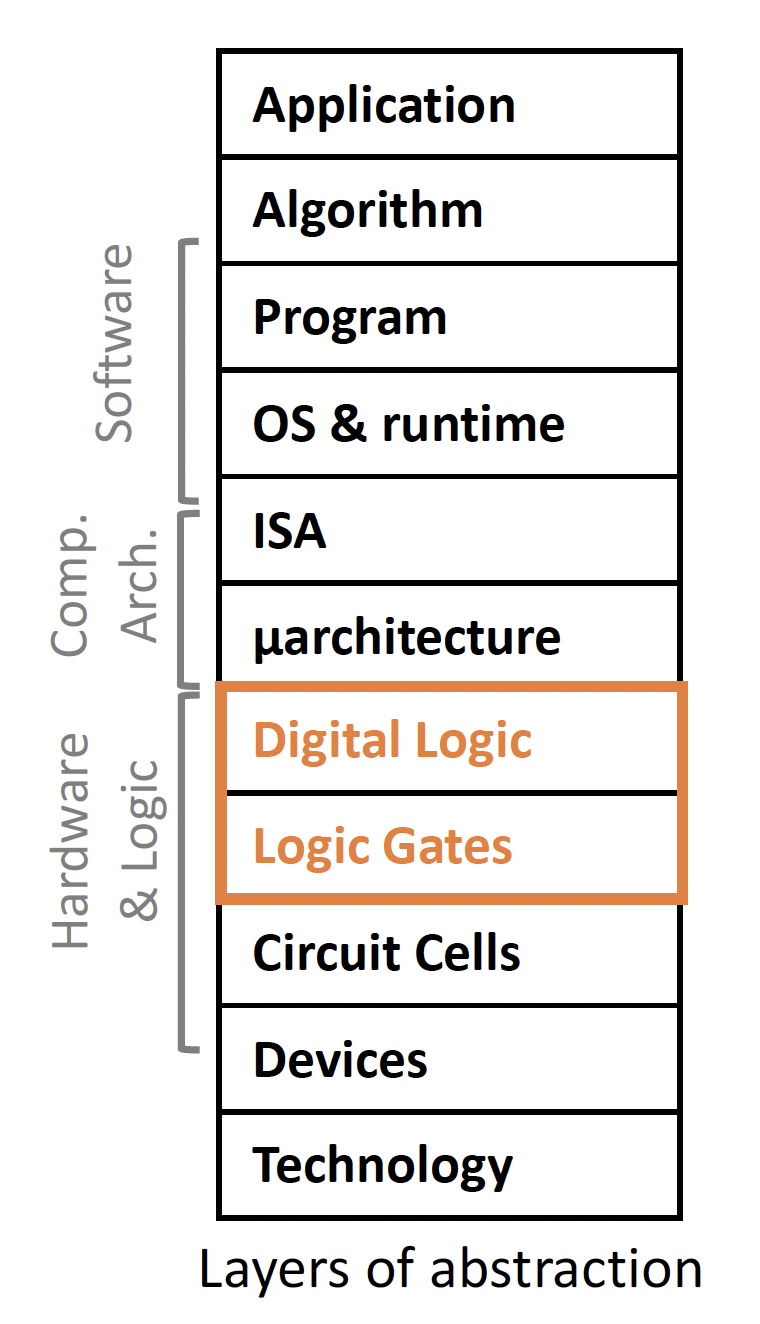 Application
Algorithm
Program
OS & runtime
ISA
µarchitecture
Digital Logic
Logic Gates
Circuit Cells
Devices
Technology
Software
Comp.
Arch.
Hardware
& Logic
Layers of abstraction